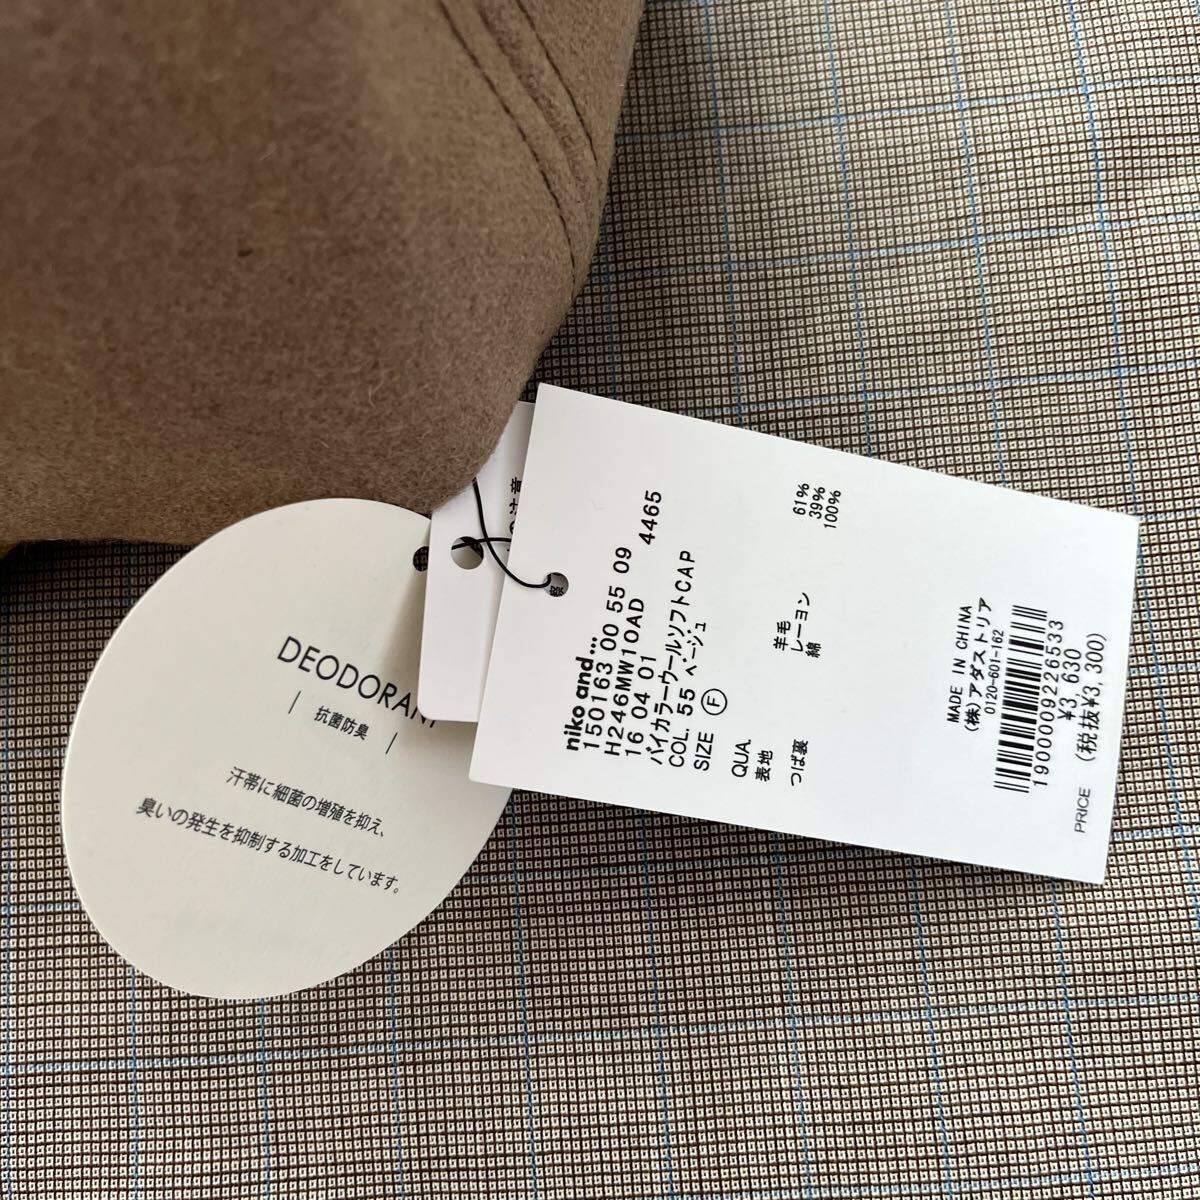 DEODORANT
抗菌防臭
汗帯に細菌の増殖を抑え、
臭いの発生を抑制する加工をしています。
niko and ...
150163 00 55 09
H246MW10AD 4465
16 04 01
バイカラーウールソフトCAP
COL. 55 ベージュ
SIZE F
QUA.
表地 羊毛 61%
レーヨン 39%
つば裏 綿 100%
MADE IN CHINA
(株)アダストリア
0120-601-162
1900009226533
PRICE ¥3,630
(税抜¥3,300)